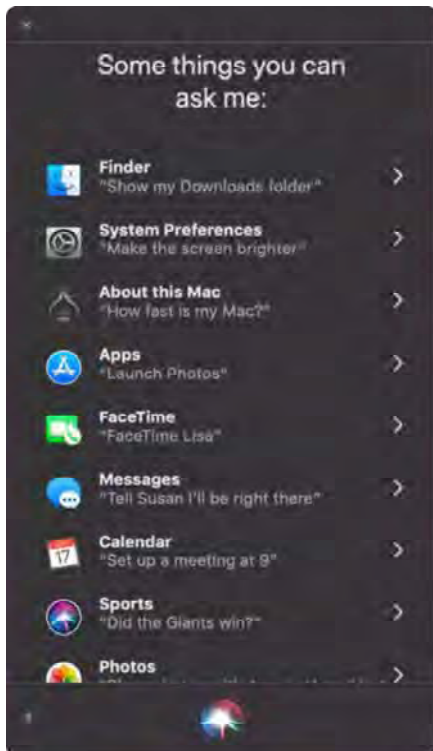 Some things you can
ask me:
Finder
"Show my Downloads folder"
System Preferences
"Make the screen brighter"
About this Mac
"How fast is my Mac?"
Apps
"Launch Photos"
FaceTime
"FaceTime Lisa"
Messages
"Tell Susan I'll be right there"
17
Calendar
"Set up a meeting at 9"
Sports
"Did the Giants win?"
Photos